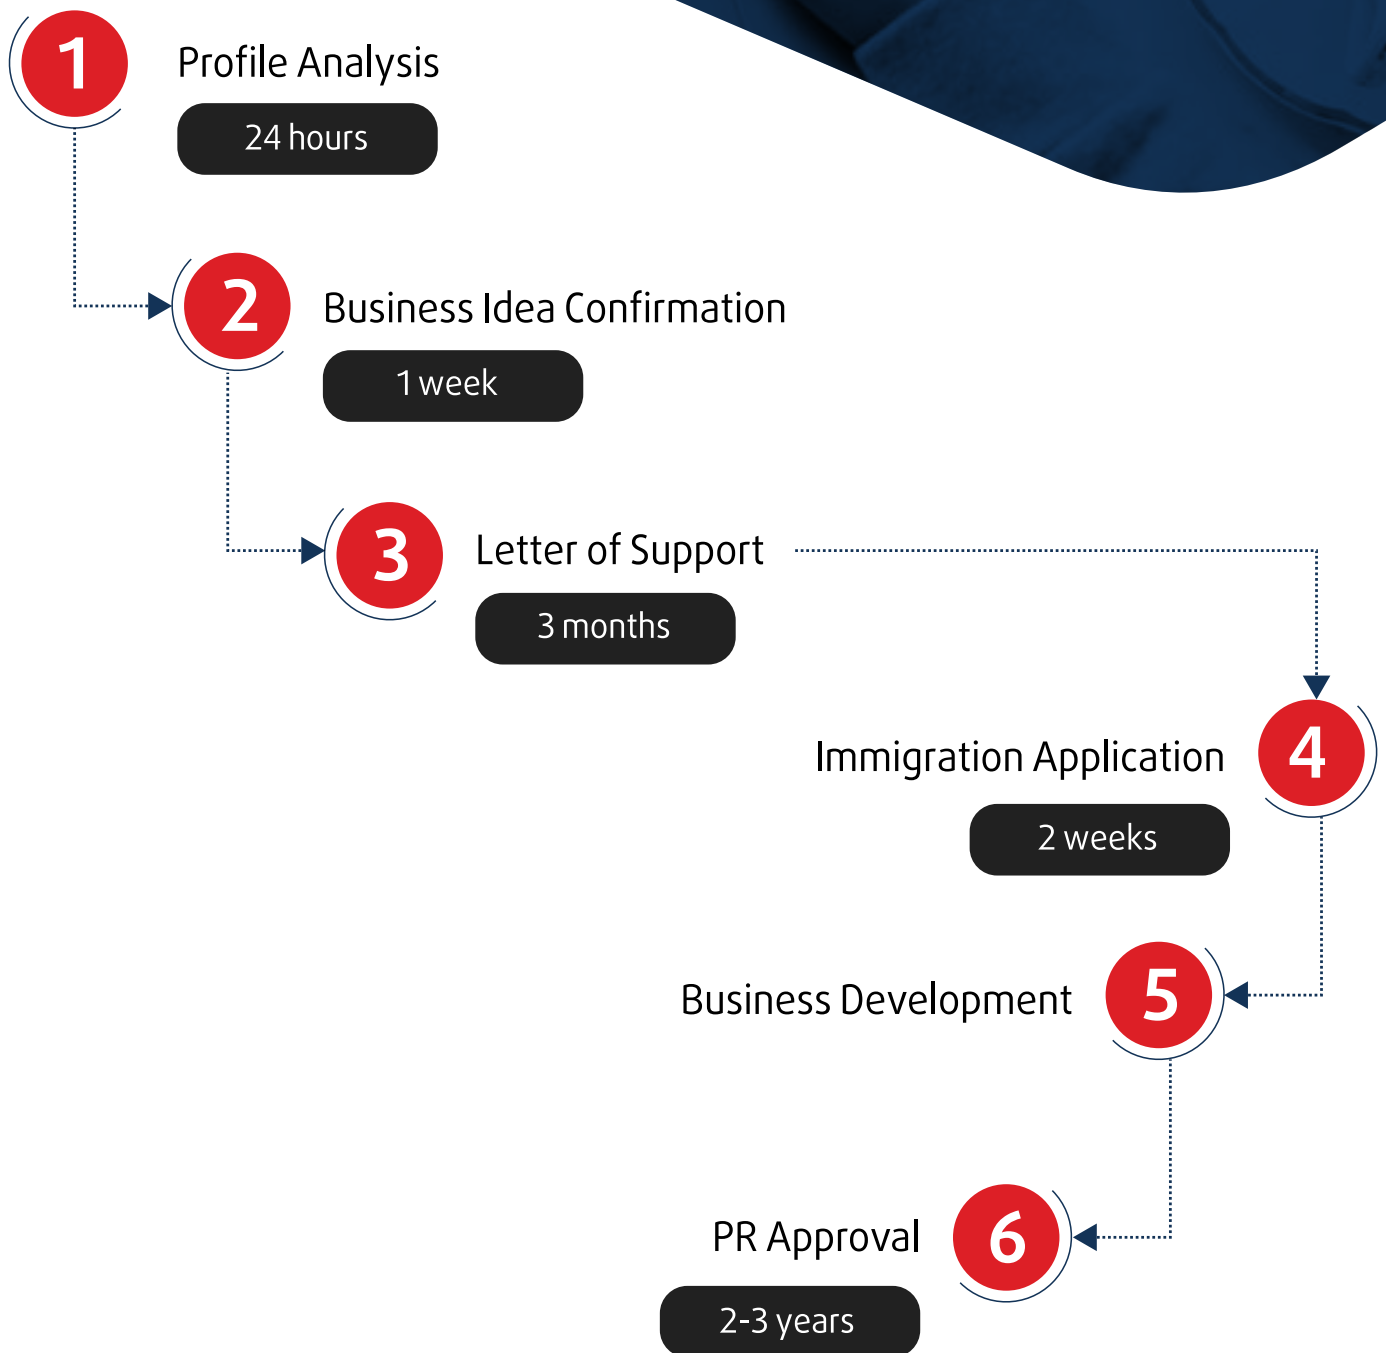 1
Profile Analysis
24 hours
2
Business Idea Confirmation
1 week
3
Letter of Support
3 months
4
Immigration Application
2 weeks
5
Business Development
6
PR Approval
2-3 years